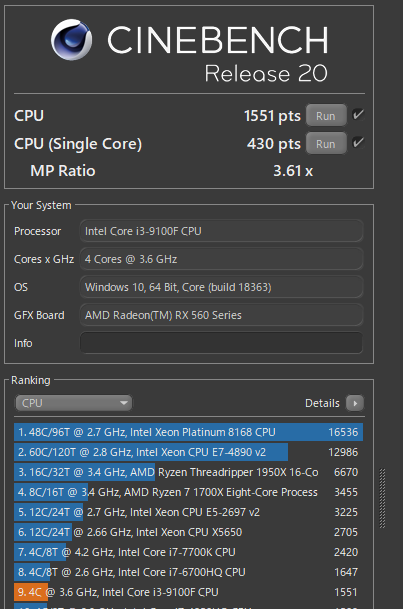 CINEBENCH
Release 20
CPU 1551 pts Run
CPU (Single Core) 430 pts Run
MP Ratio 3.61 x
Your System
Processor Intel Core i3-9100F CPU
Cores x GHz 4 Cores @ 3.6 GHz
OS Windows 10, 64 Bit, Core (build 18363)
GFX Board AMD Radeon(TM) RX 560 Series
Info
Ranking
CPU Details
1. 48C/96T @ 2.7 GHz, Intel Xeon Platinum 8168 CPU 16536
2. 60C/120T @ 2.8 GHz, Intel Xeon CPU E7-4890 v2 12986
3. 16C/32T @ 3.4 GHz, AMD Ryzen Threadripper 1950X 16-Co 6670
4. 8C/16T @ 3.4 GHz, AMD Ryzen 7 1700X Eight-Core Process 3455
5. 12C/24T @ 2.7 GHz, Intel Xeon CPU E5-2697 v2 3225
6. 12C/24T @ 2.66 GHz, Intel Xeon CPU X5650 2705
7. 4C/8T @ 4.2 GHz, Intel Core i7-7700K CPU 2420
8. 4C/8T @ 2.6 GHz, Intel Core i7-6700HQ CPU 1647
9. 4C @ 3.6 GHz, Intel Core i3-9100F CPU 1551